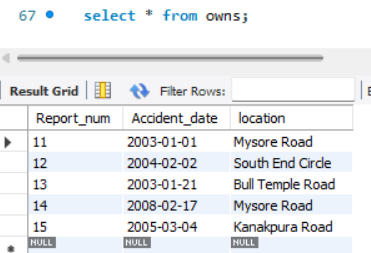 67 select * from owns;
Result Grid Filter Rows: E
Report_num Accident_date location
11 2003-01-01 Mysore Road
12 2004-02-02 South End Circle
13 2003-01-21 Bull Temple Road
14 2008-02-17 Mysore Road
15 2005-03-04 Kanakpura Road
NULL NULL NULL